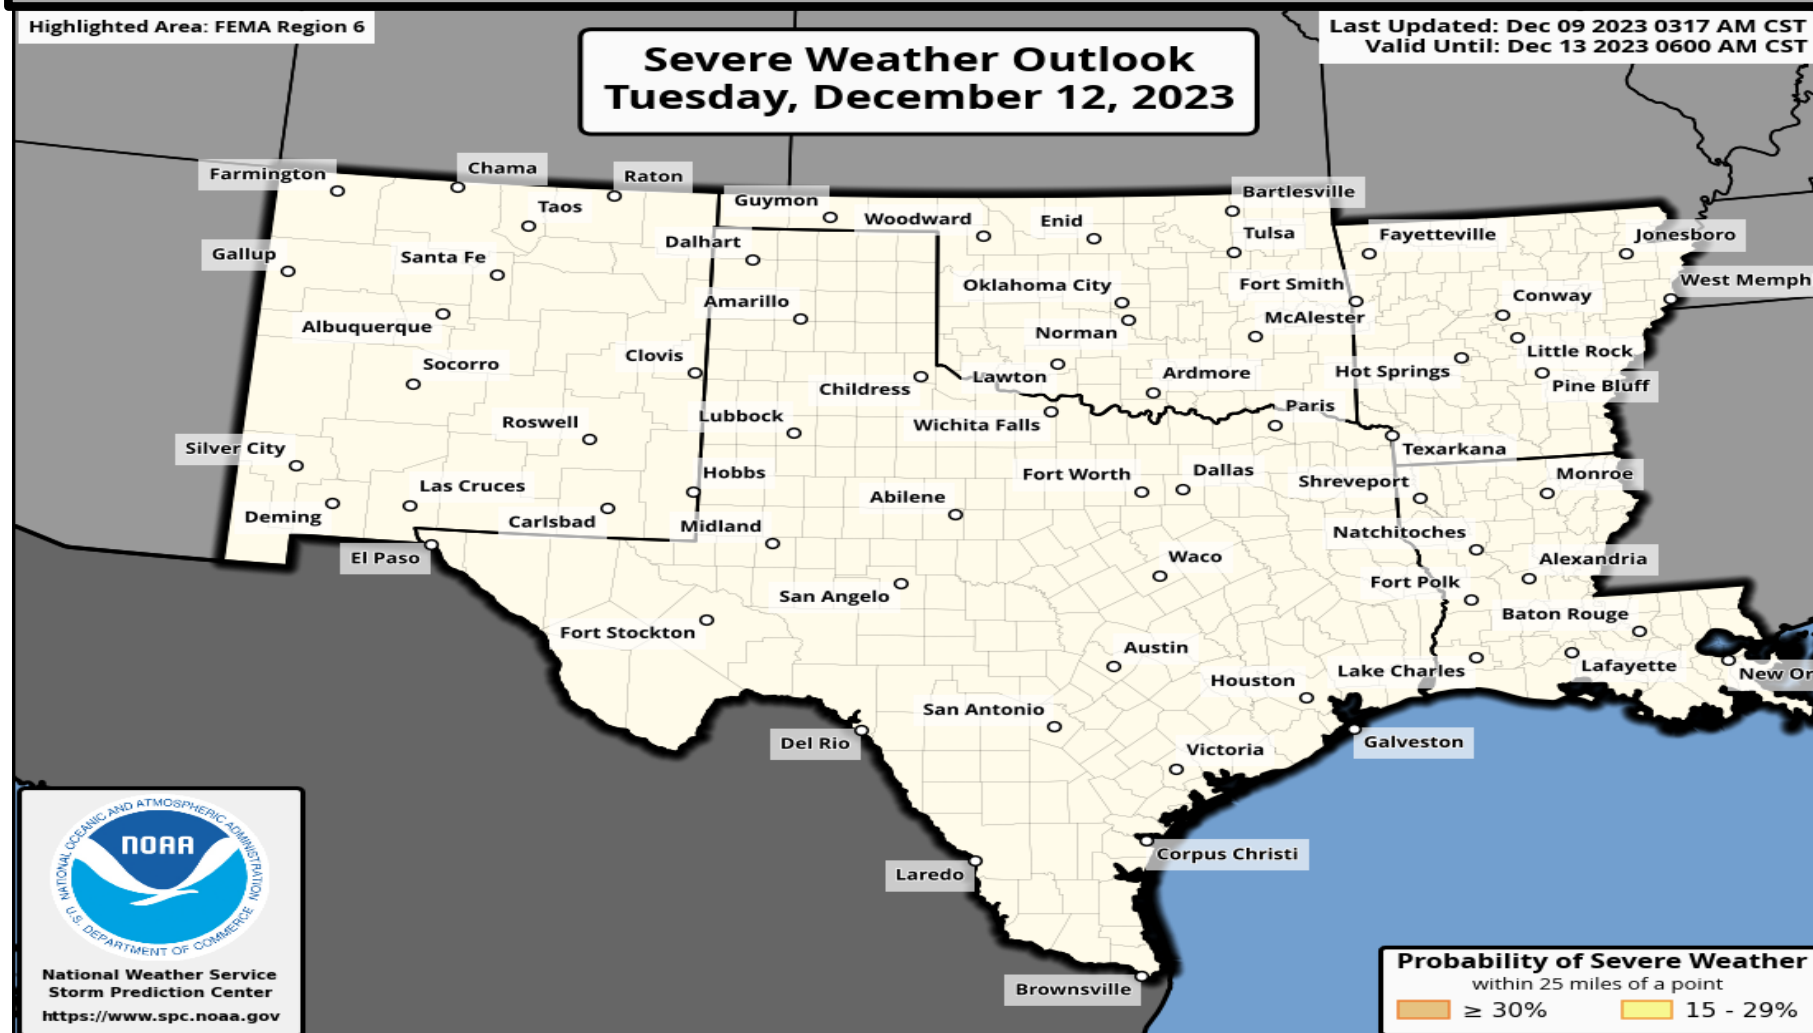 Highlighted Area: FEMA Region 6
Severe Weather Outlook
Tuesday, December 12, 2023
Last Updated: Dec 09 2023 0317 AM CST
Valid Until: Dec 13 2023 0600 AM CST
Farmington
Chama
Raton
Taos
Guymon
Woodward
Enid
Bartlesville
Gallup
Santa Fe
Dalhart
Tulsa
Fayetteville
Jonesboro
Albuquerque
Amarillo
Oklahoma City
Fort Smith
Conway
West Memph
Socorro
Clovis
Norman
McAlester
Little Rock
Childress
Lawton
Ardmore
Hot Springs
Pine Bluff
Roswell
Lubbock
Wichita Falls
Paris
Texarkana
Silver City
Las Cruces
Hobbs
Abilene
Fort Worth
Dallas
Shreveport
Monroe
Deming
Carlsbad
Midland
Natchitoches
El Paso
Waco
Alexandria
San Angelo
Fort Polk
Fort Stockton
Baton Rouge
Austin
Houston
Lake Charles
Lafayette
New Or
San Antonio
Del Rio
Victoria
Galveston
Corpus Christi
Laredo
Brownsville
NATIONAL OCEANIC AND ATMOSPHERIC ADMINISTRATION
NOAA
U.S. DEPARTMENT OF COMMERCE
National Weather Service
Storm Prediction Center
https://www.spc.noaa.gov
Probability of Severe Weather
within 25 miles of a point
≥ 30% 15 - 29%